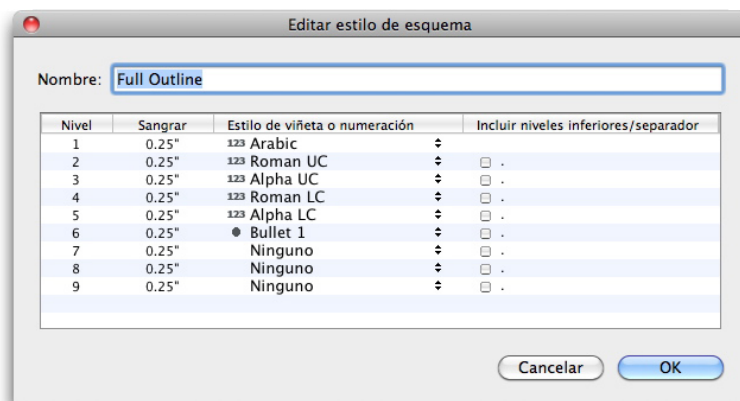 Editar estilo de esquema
Nombre: Full Outline
Nivel Sangrar Estilo de viñeta o numeración Incluir niveles inferiores/separador
1 0.25" 123 Arabic
2 0.25" 123 Roman UC .
3 0.25" 123 Alpha UC .
4 0.25" 123 Roman LC .
5 0.25" 123 Alpha LC .
6 0.25" Bullet 1 .
7 0.25" Ninguno .
8 0.25" Ninguno .
9 0.25" Ninguno .
Cancelar OK